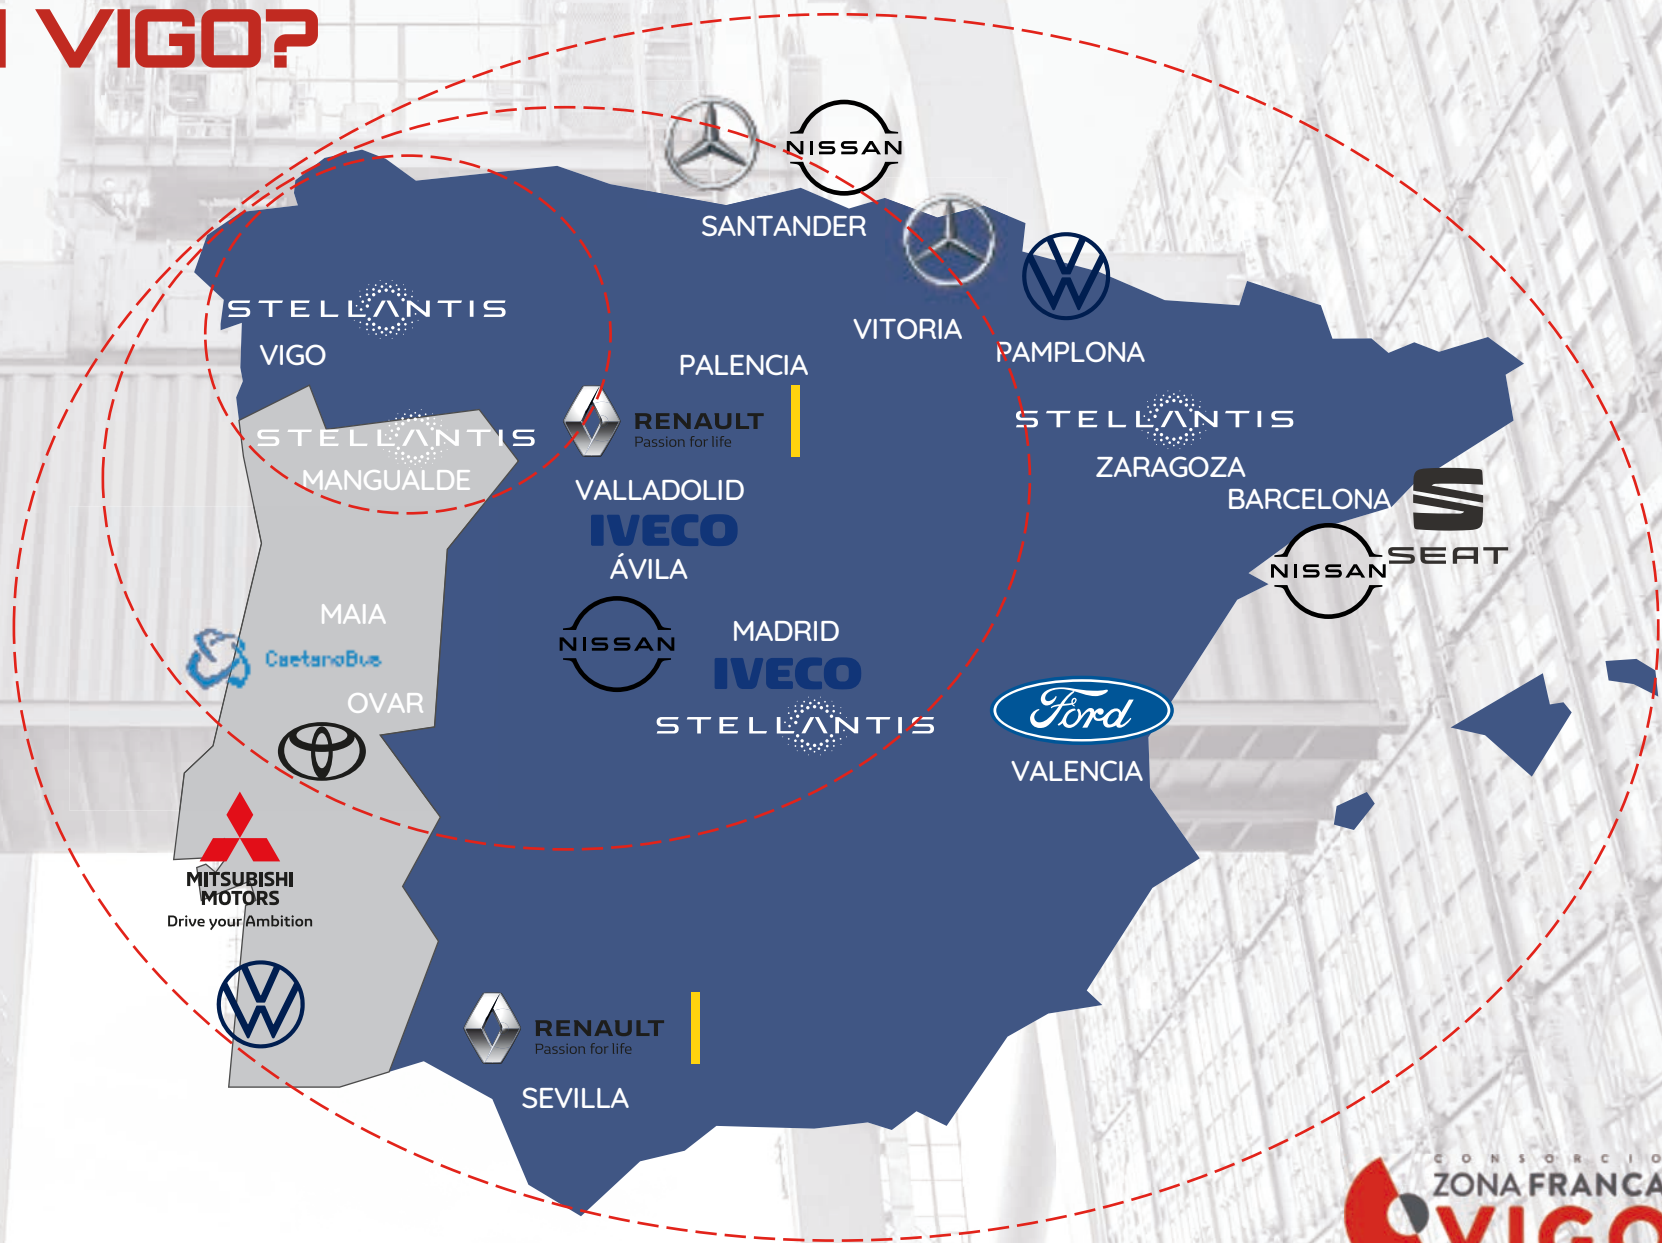 VIGO?
NISSAN
SANTANDER
STELLANTIS
VIGO
VITORIA
PAMPLONA
PALENCIA
RENAULT
Passion for life
STELLANTIS
ZARAGOZA
STELLANTIS
MANGUALDE
VALLADOLID
IVECO
ÁVILA
BARCELONA
SEAT
NISSAN
MAIA
CaetanoBus
NISSAN
MADRID
IVECO
OVAR
STELLANTIS
Ford
VALENCIA
MITSUBISHI
MOTORS
Drive your Ambition
RENAULT
Passion for life
SEVILLA
CONSORCIO
ZONA FRANCA
VIGO